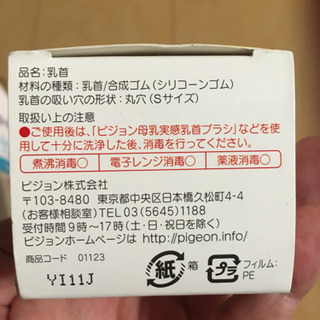 品名:乳首
材料の種類:乳首/合成ゴム(シリコーンゴム)
乳首の吸い穴の形状:丸穴(Sサイズ)
取扱い上の注意
●ご使用後は、「ピジョン母乳実感乳首ブラシ」などを使
用して十分に洗浄した後、消毒を行ってください。
煮沸消毒○ 電子レンジ消毒○ 薬液消毒○
ピジョン株式会社
〒103-8480 東京都中央区日本橋久松町4-4
(お客様相談室)TEL 03(5645)1188
受付時間9時〜17時(土・日・祝日を除く)
ピジョンホームページは http://pigeon.info/
商品コード 01123
YI11J
紙 箱 プラ フィルム:
PE